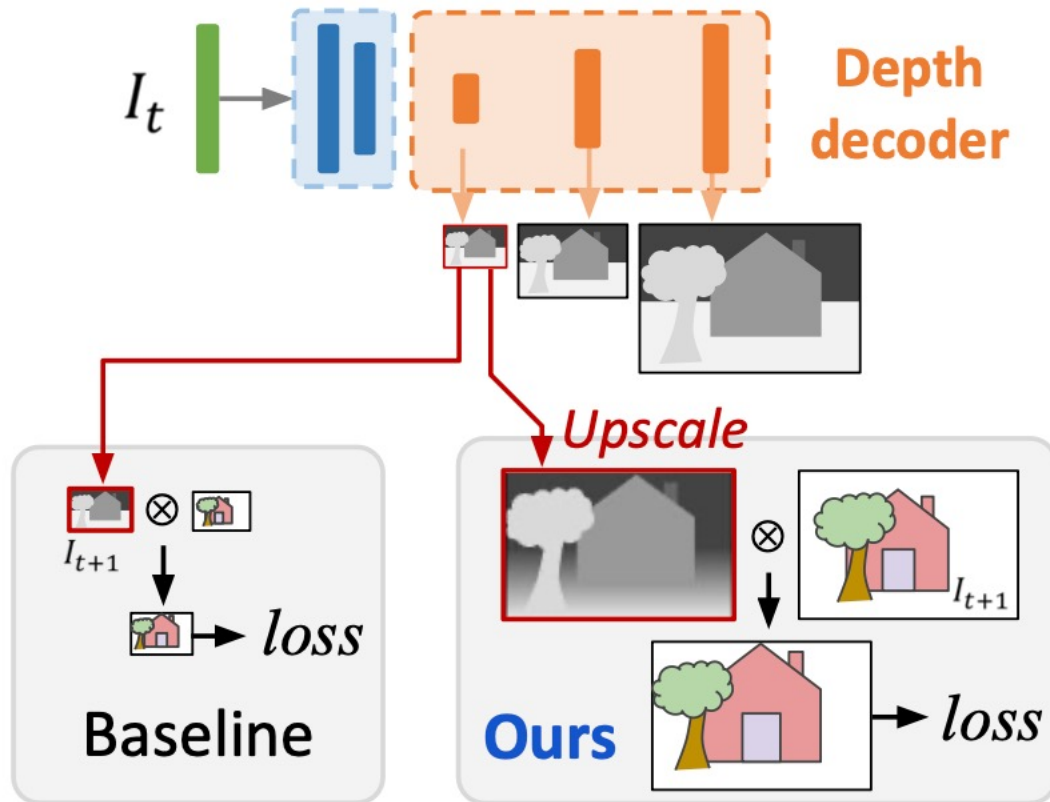 I_t
Depth
decoder
Upscale
I_{t+1}
loss
Baseline
I_{t+1}
loss
Ours